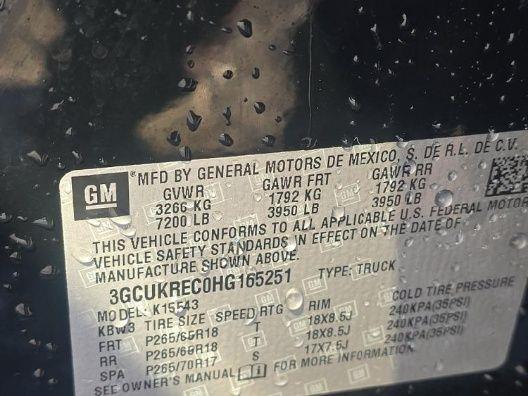 GM
*MFD BY GENERAL MOTORS DE MEXICO, S. DE R.L. DE C.V.
GVWR GAWR FRT GAWR RR
3266 KG 1792 KG 1792 KG
7200 LB 3950 LB 3950 LB
THIS VEHICLE CONFORMS TO ALL APPLICABLE U.S. FEDERAL MOTOR
VEHICLE SAFETY STANDARDS IN EFFECT ON THE DATE OF
MANUFACTURE SHOWN ABOVE.
3GCUKREC0HG165251 TYPE: TRUCK
MODEL: K15543
KBW3 TIRE SIZE SPEED RTG RIM COLD TIRE PRESSURE
FRT P265/65R18 T 18X8.5J 240KPA(35PSI)
RR P265/65R18 T 18X8.5J 240KPA(35PSI)
SPA P265/70R17 S 17X7.5J 240KPA(35PSI)
SEE OWNER'S MANUAL FOR MORE INFORMATION.